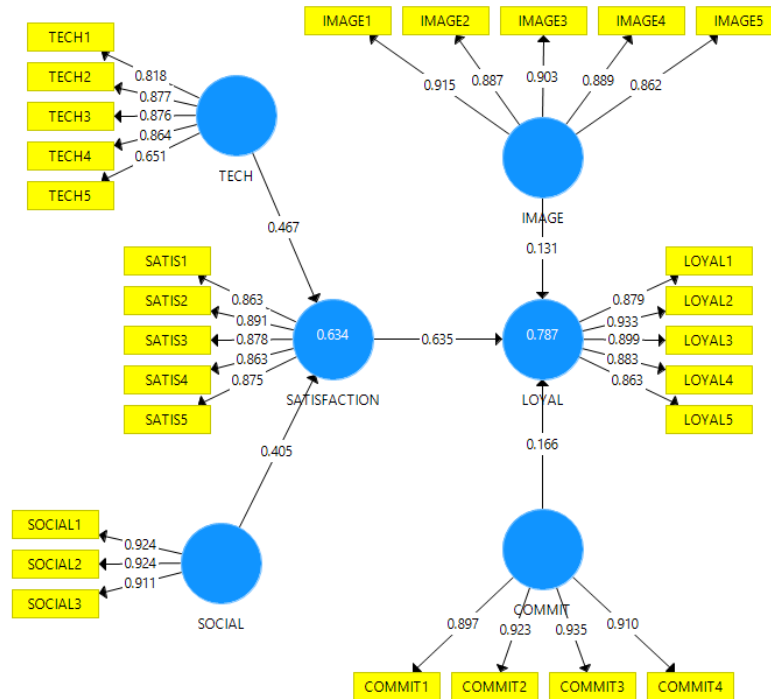 IMAGE1 IMAGE2 IMAGE3 IMAGE4 IMAGE5
0.915 0.887 0.903 0.889 0.862
IMAGE
0.131
TECH1
TECH2
TECH3
TECH4
TECH5
0.818
0.877
0.876
0.864
0.651
TECH
0.467
SATIS1
SATIS2
SATIS3
SATIS4
SATIS5
0.863
0.891
0.878
0.863
0.875
0.634
SATISFACTION
0.635
0.787
LOYAL
0.879
0.933
0.899
0.883
0.863
LOYAL1
LOYAL2
LOYAL3
LOYAL4
LOYAL5
0.405
0.166
SOCIAL1
SOCIAL2
SOCIAL3
0.924
0.924
0.911
SOCIAL
COMMIT
0.897 0.923 0.935 0.910
COMMIT1 COMMIT2 COMMIT3 COMMIT4